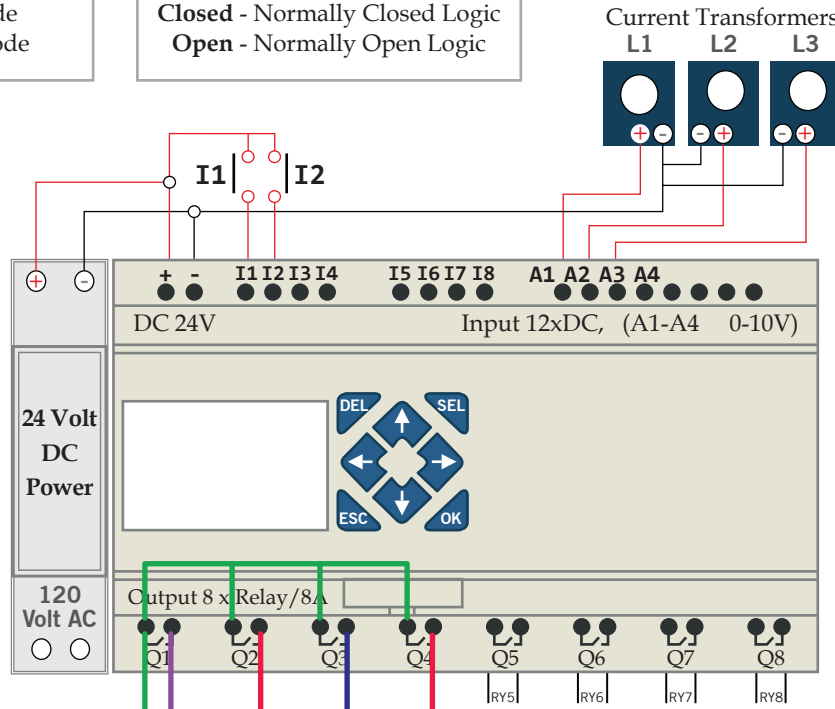 Closed - Normally Closed Logic
Open - Normally Open Logic
Current Transformers
L1 L2 L3
+ - - + - +
I1 I2
+ -
+ - I1 I2 I3 I4 I5 I6 I7 I8 A1 A2 A3 A4
DC 24V Input 12xDC, (A1-A4 0-10V)
24 Volt
DC
Power
DEL SEL
ESC OK
120
Volt AC
Output 8 x Relay/8A
Q1 Q2 Q3 Q4 Q5 Q6 Q7 Q8
RY5 RY6 RY7 RY8